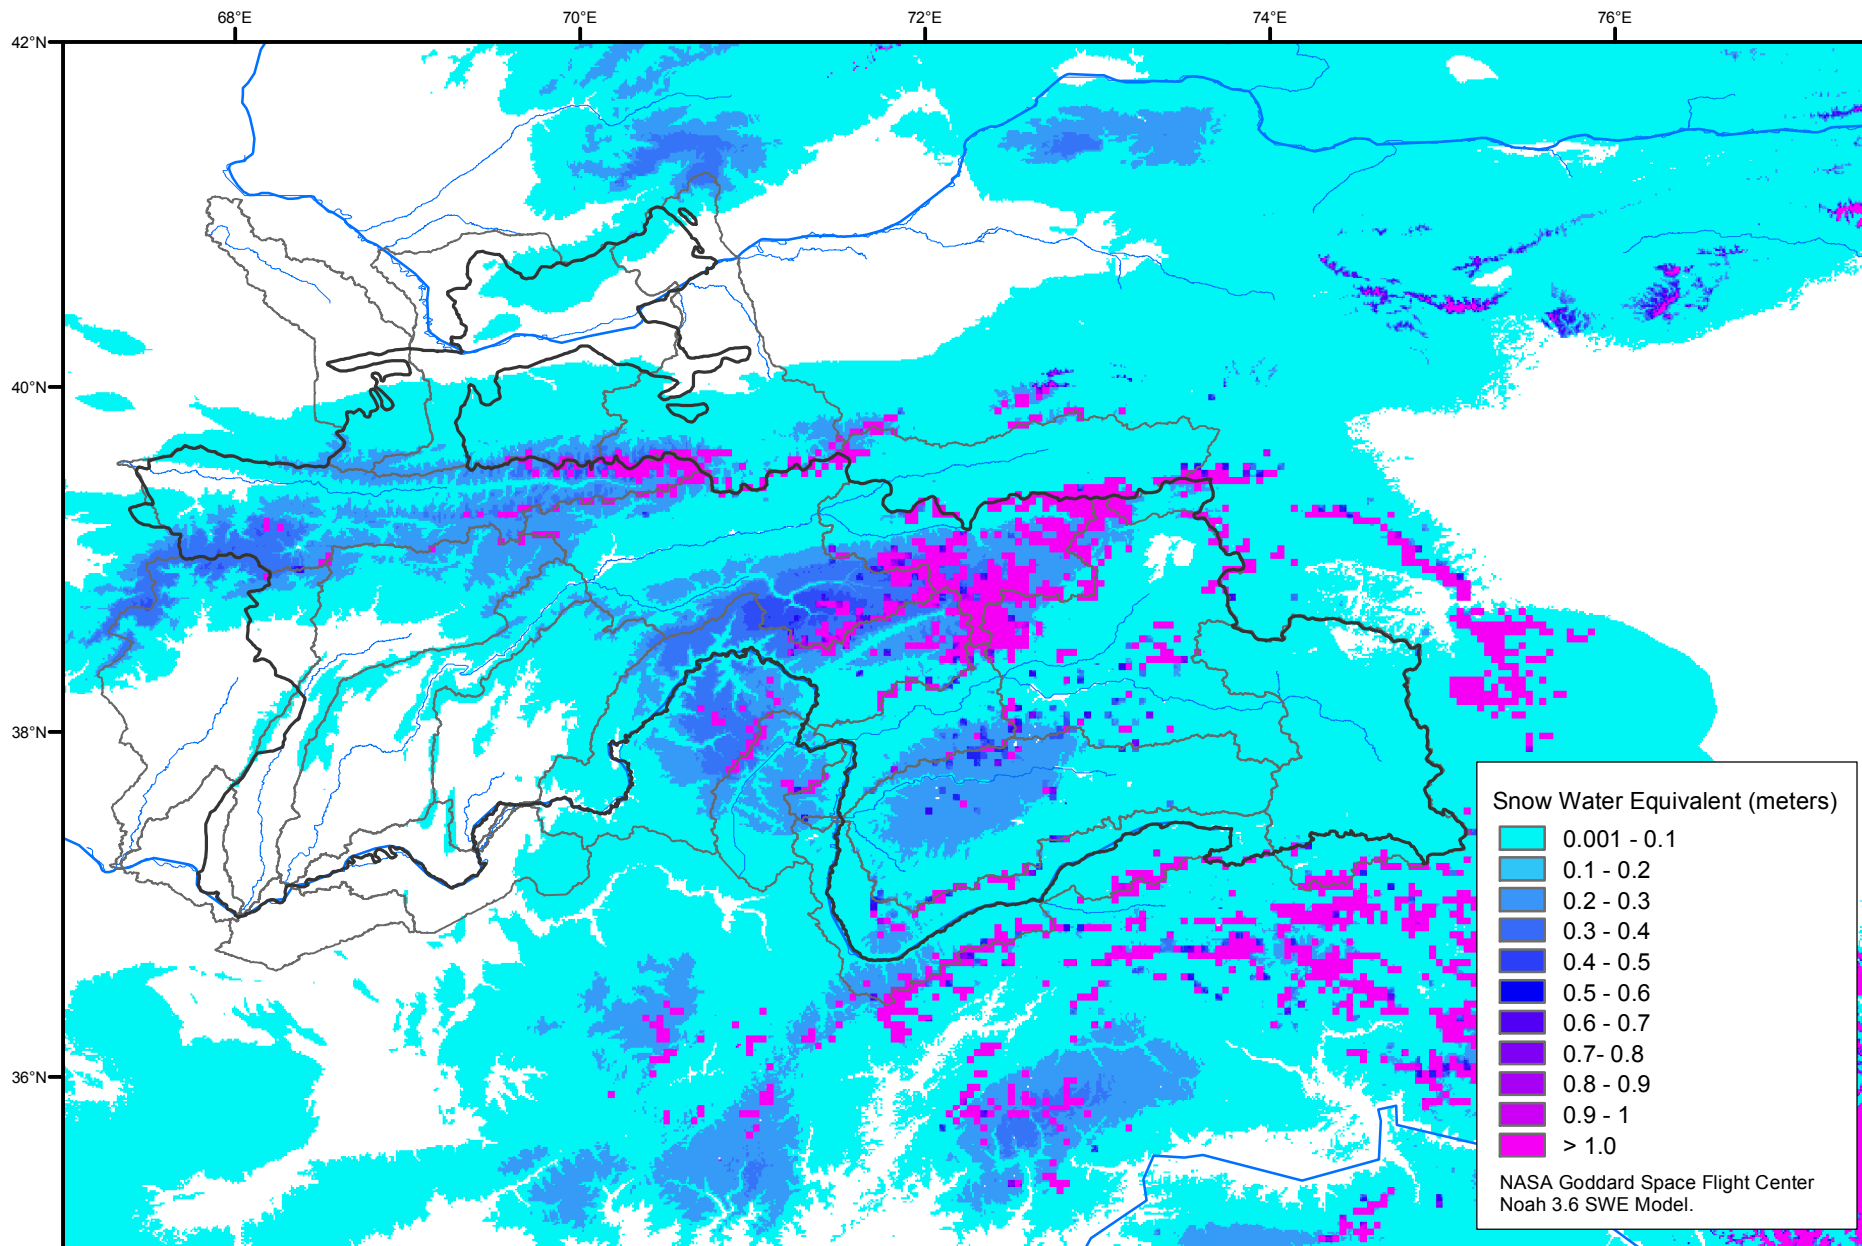 68°E
70°E
72°E
74°E
76°E
42°N
40°N
38°N
36°N
Snow Water Equivalent (meters)
0.001 - 0.1
0.1 - 0.2
0.2 - 0.3
0.3 - 0.4
0.4 - 0.5
0.5 - 0.6
0.6 - 0.7
0.7- 0.8
0.8 - 0.9
0.9 - 1
> 1.0
NASA Goddard Space Flight Center
Noah 3.6 SWE Model.